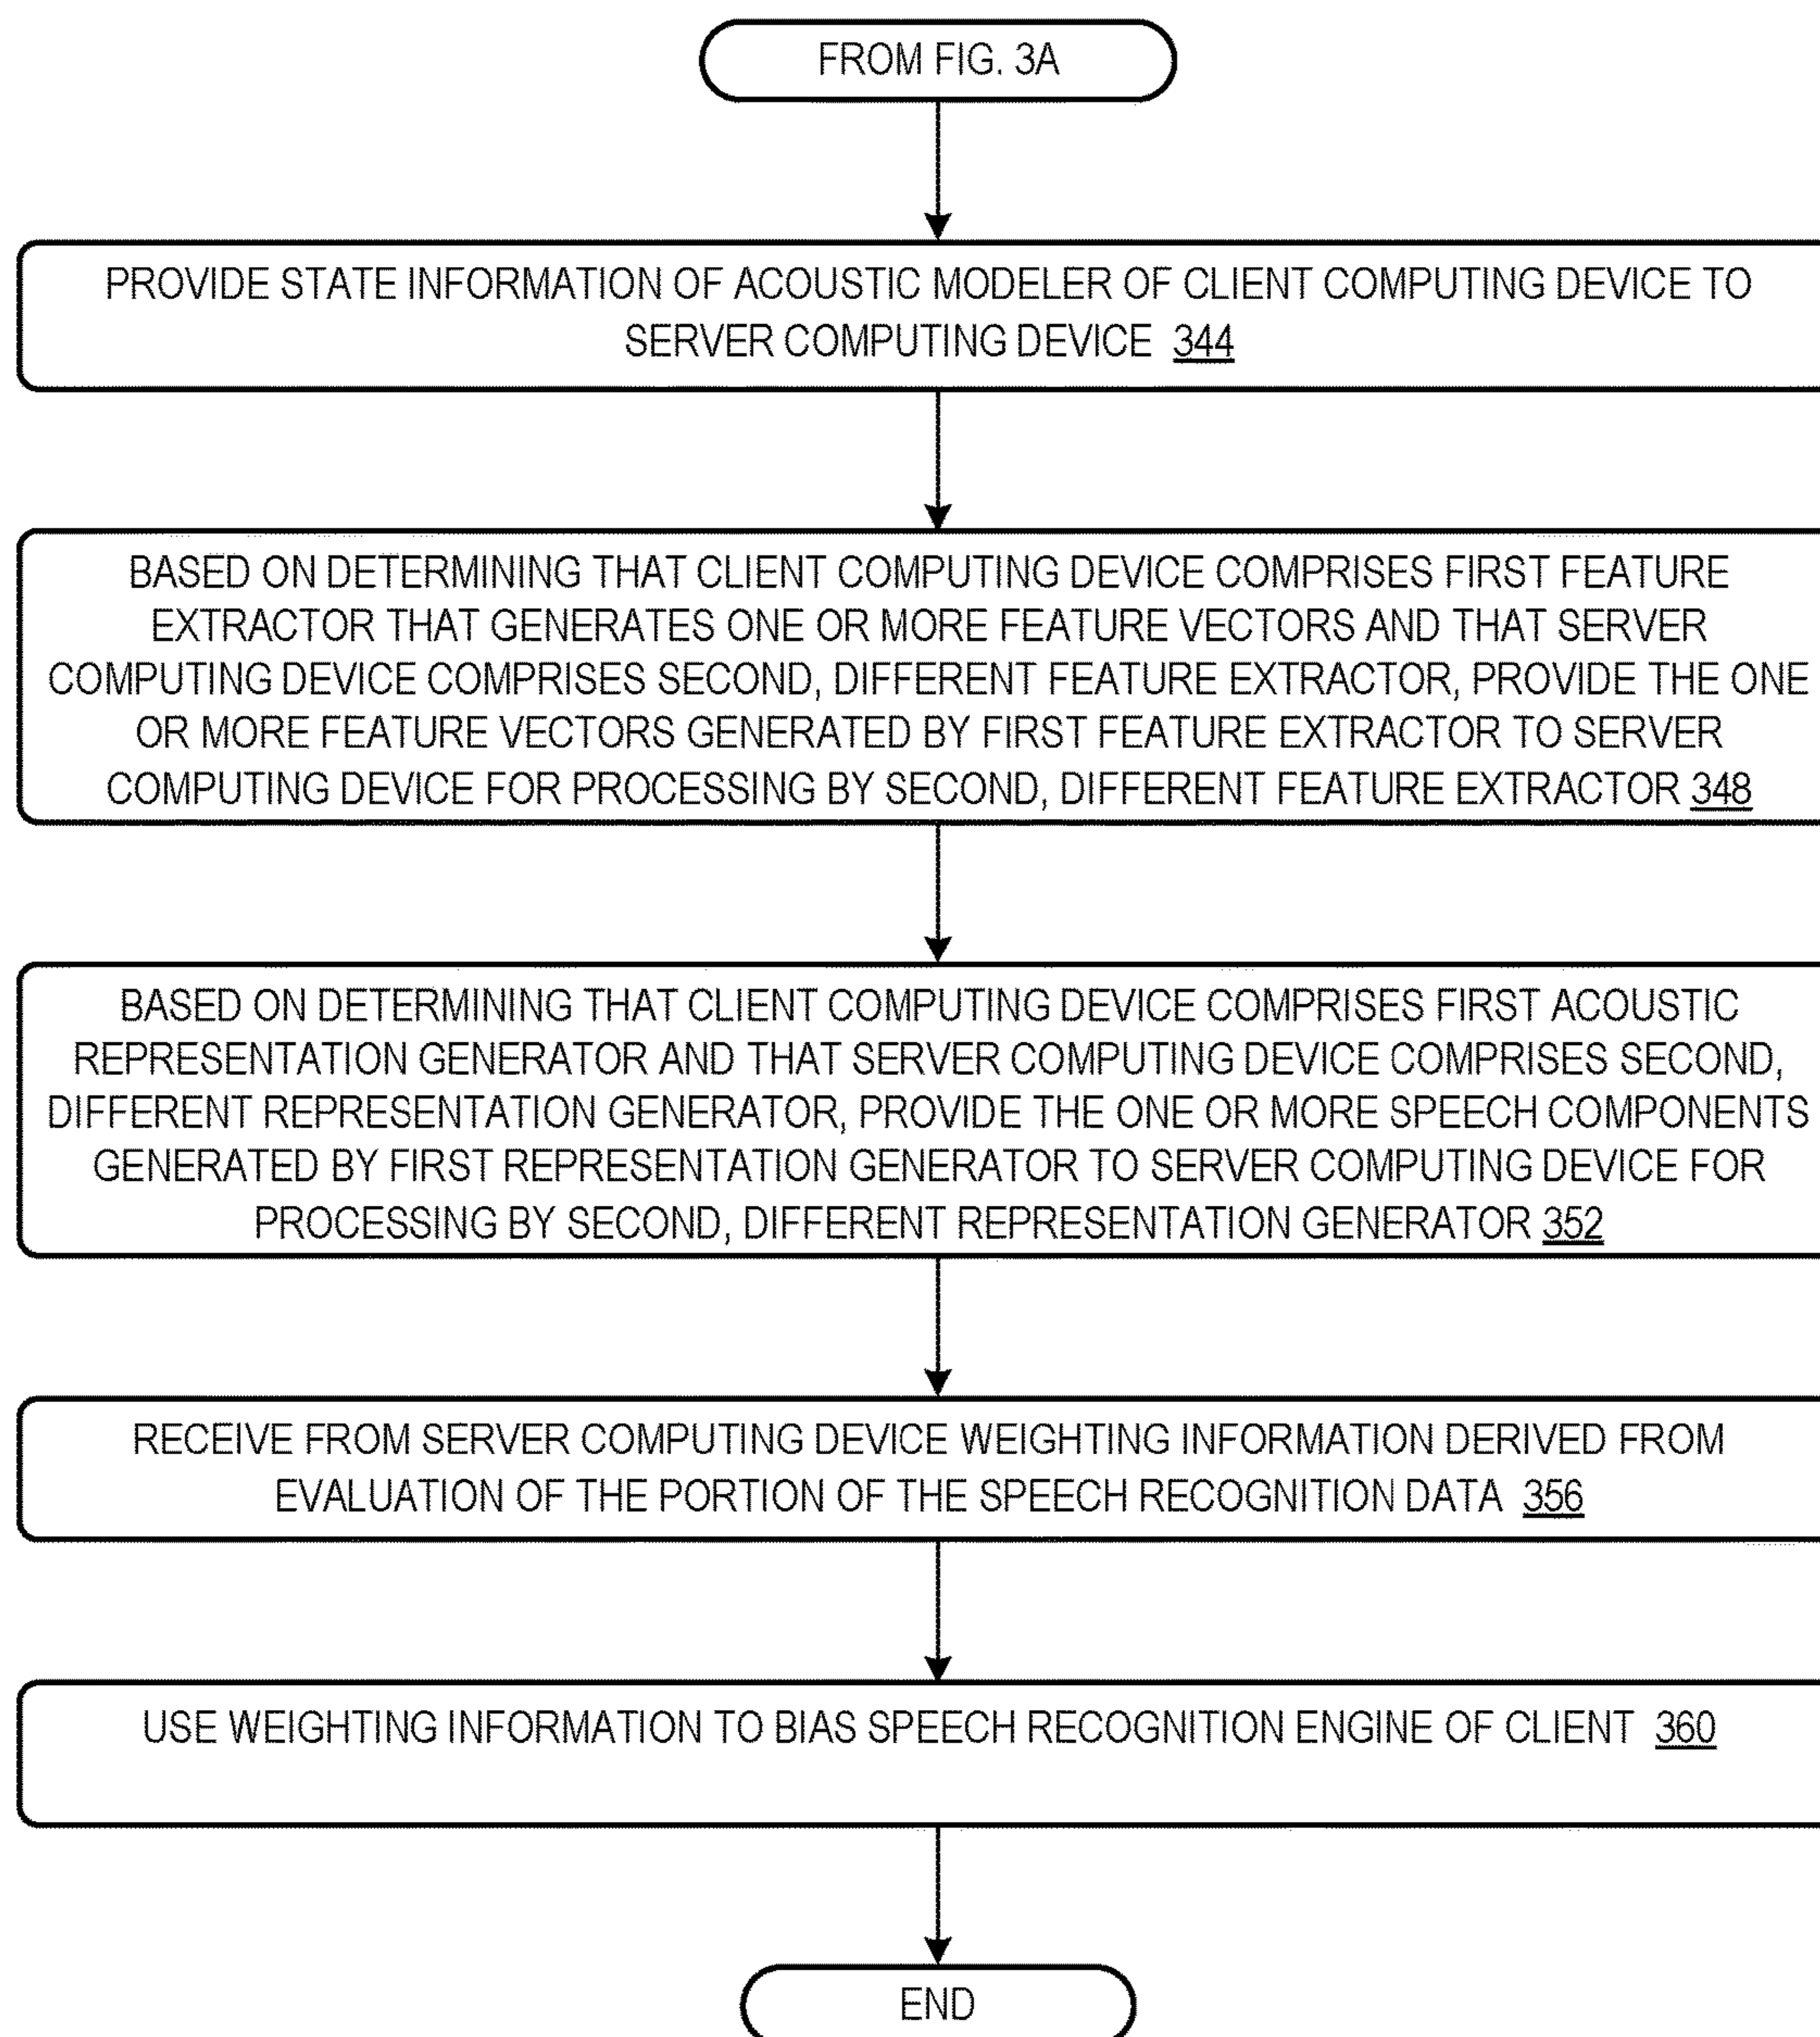 FROM FIG. 3A
PROVIDE STATE INFORMATION OF ACOUSTIC MODELER OF CLIENT COMPUTING DEVICE TO
SERVER COMPUTING DEVICE 344
BASED ON DETERMINING THAT CLIENT COMPUTING DEVICE COMPRISES FIRST FEATURE
EXTRACTOR THAT GENERATES ONE OR MORE FEATURE VECTORS AND THAT SERVER
COMPUTING DEVICE COMPRISES SECOND, DIFFERENT FEATURE EXTRACTOR, PROVIDE THE ONE
OR MORE FEATURE VECTORS GENERATED BY FIRST FEATURE EXTRACTOR TO SERVER
COMPUTING DEVICE FOR PROCESSING BY SECOND, DIFFERENT FEATURE EXTRACTOR 348
BASED ON DETERMINING THAT CLIENT COMPUTING DEVICE COMPRISES FIRST ACOUSTIC
REPRESENTATION GENERATOR AND THAT SERVER COMPUTING DEVICE COMPRISES SECOND,
DIFFERENT REPRESENTATION GENERATOR, PROVIDE THE ONE OR MORE SPEECH COMPONENTS
GENERATED BY FIRST REPRESENTATION GENERATOR TO SERVER COMPUTING DEVICE FOR
PROCESSING BY SECOND, DIFFERENT REPRESENTATION GENERATOR 352
RECEIVE FROM SERVER COMPUTING DEVICE WEIGHTING INFORMATION DERIVED FROM
EVALUATION OF THE PORTION OF THE SPEECH RECOGNITION DATA 356
USE WEIGHTING INFORMATION TO BIAS SPEECH RECOGNITION ENGINE OF CLIENT 360
END